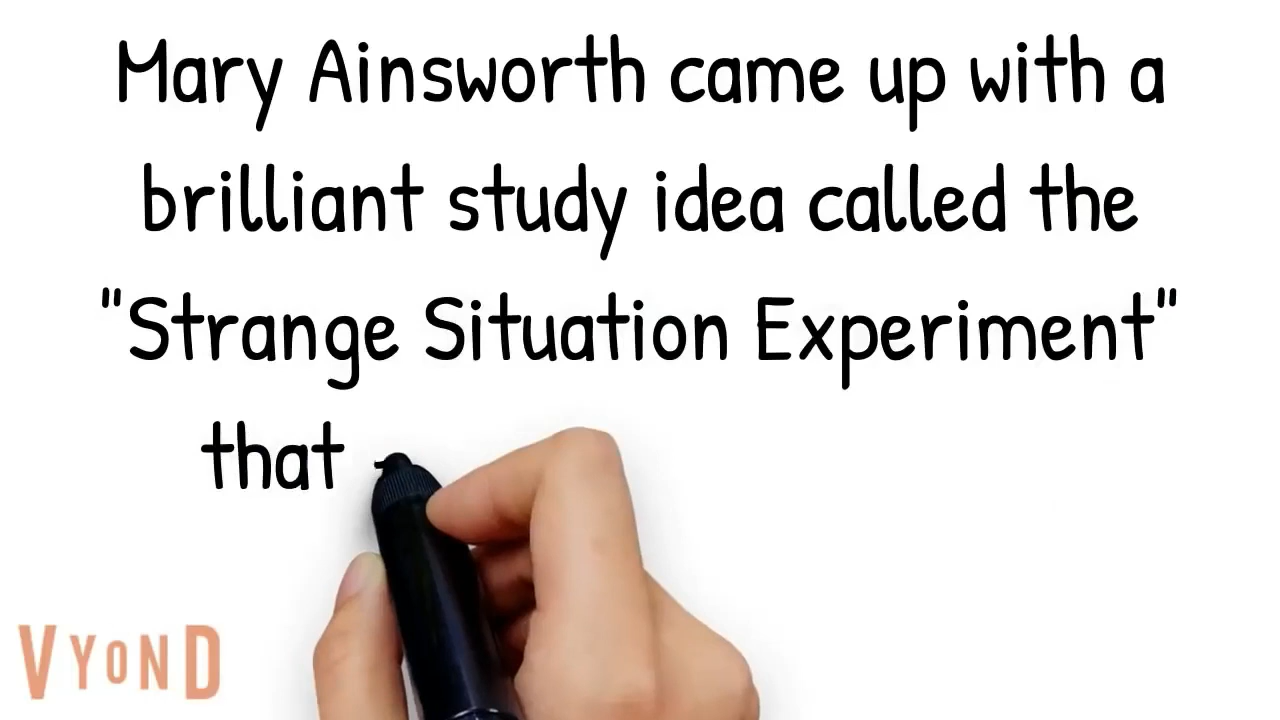 Mary Ainsworth came up with a
brilliant study idea called the
"Strange Situation Experiment"
that
VYOND